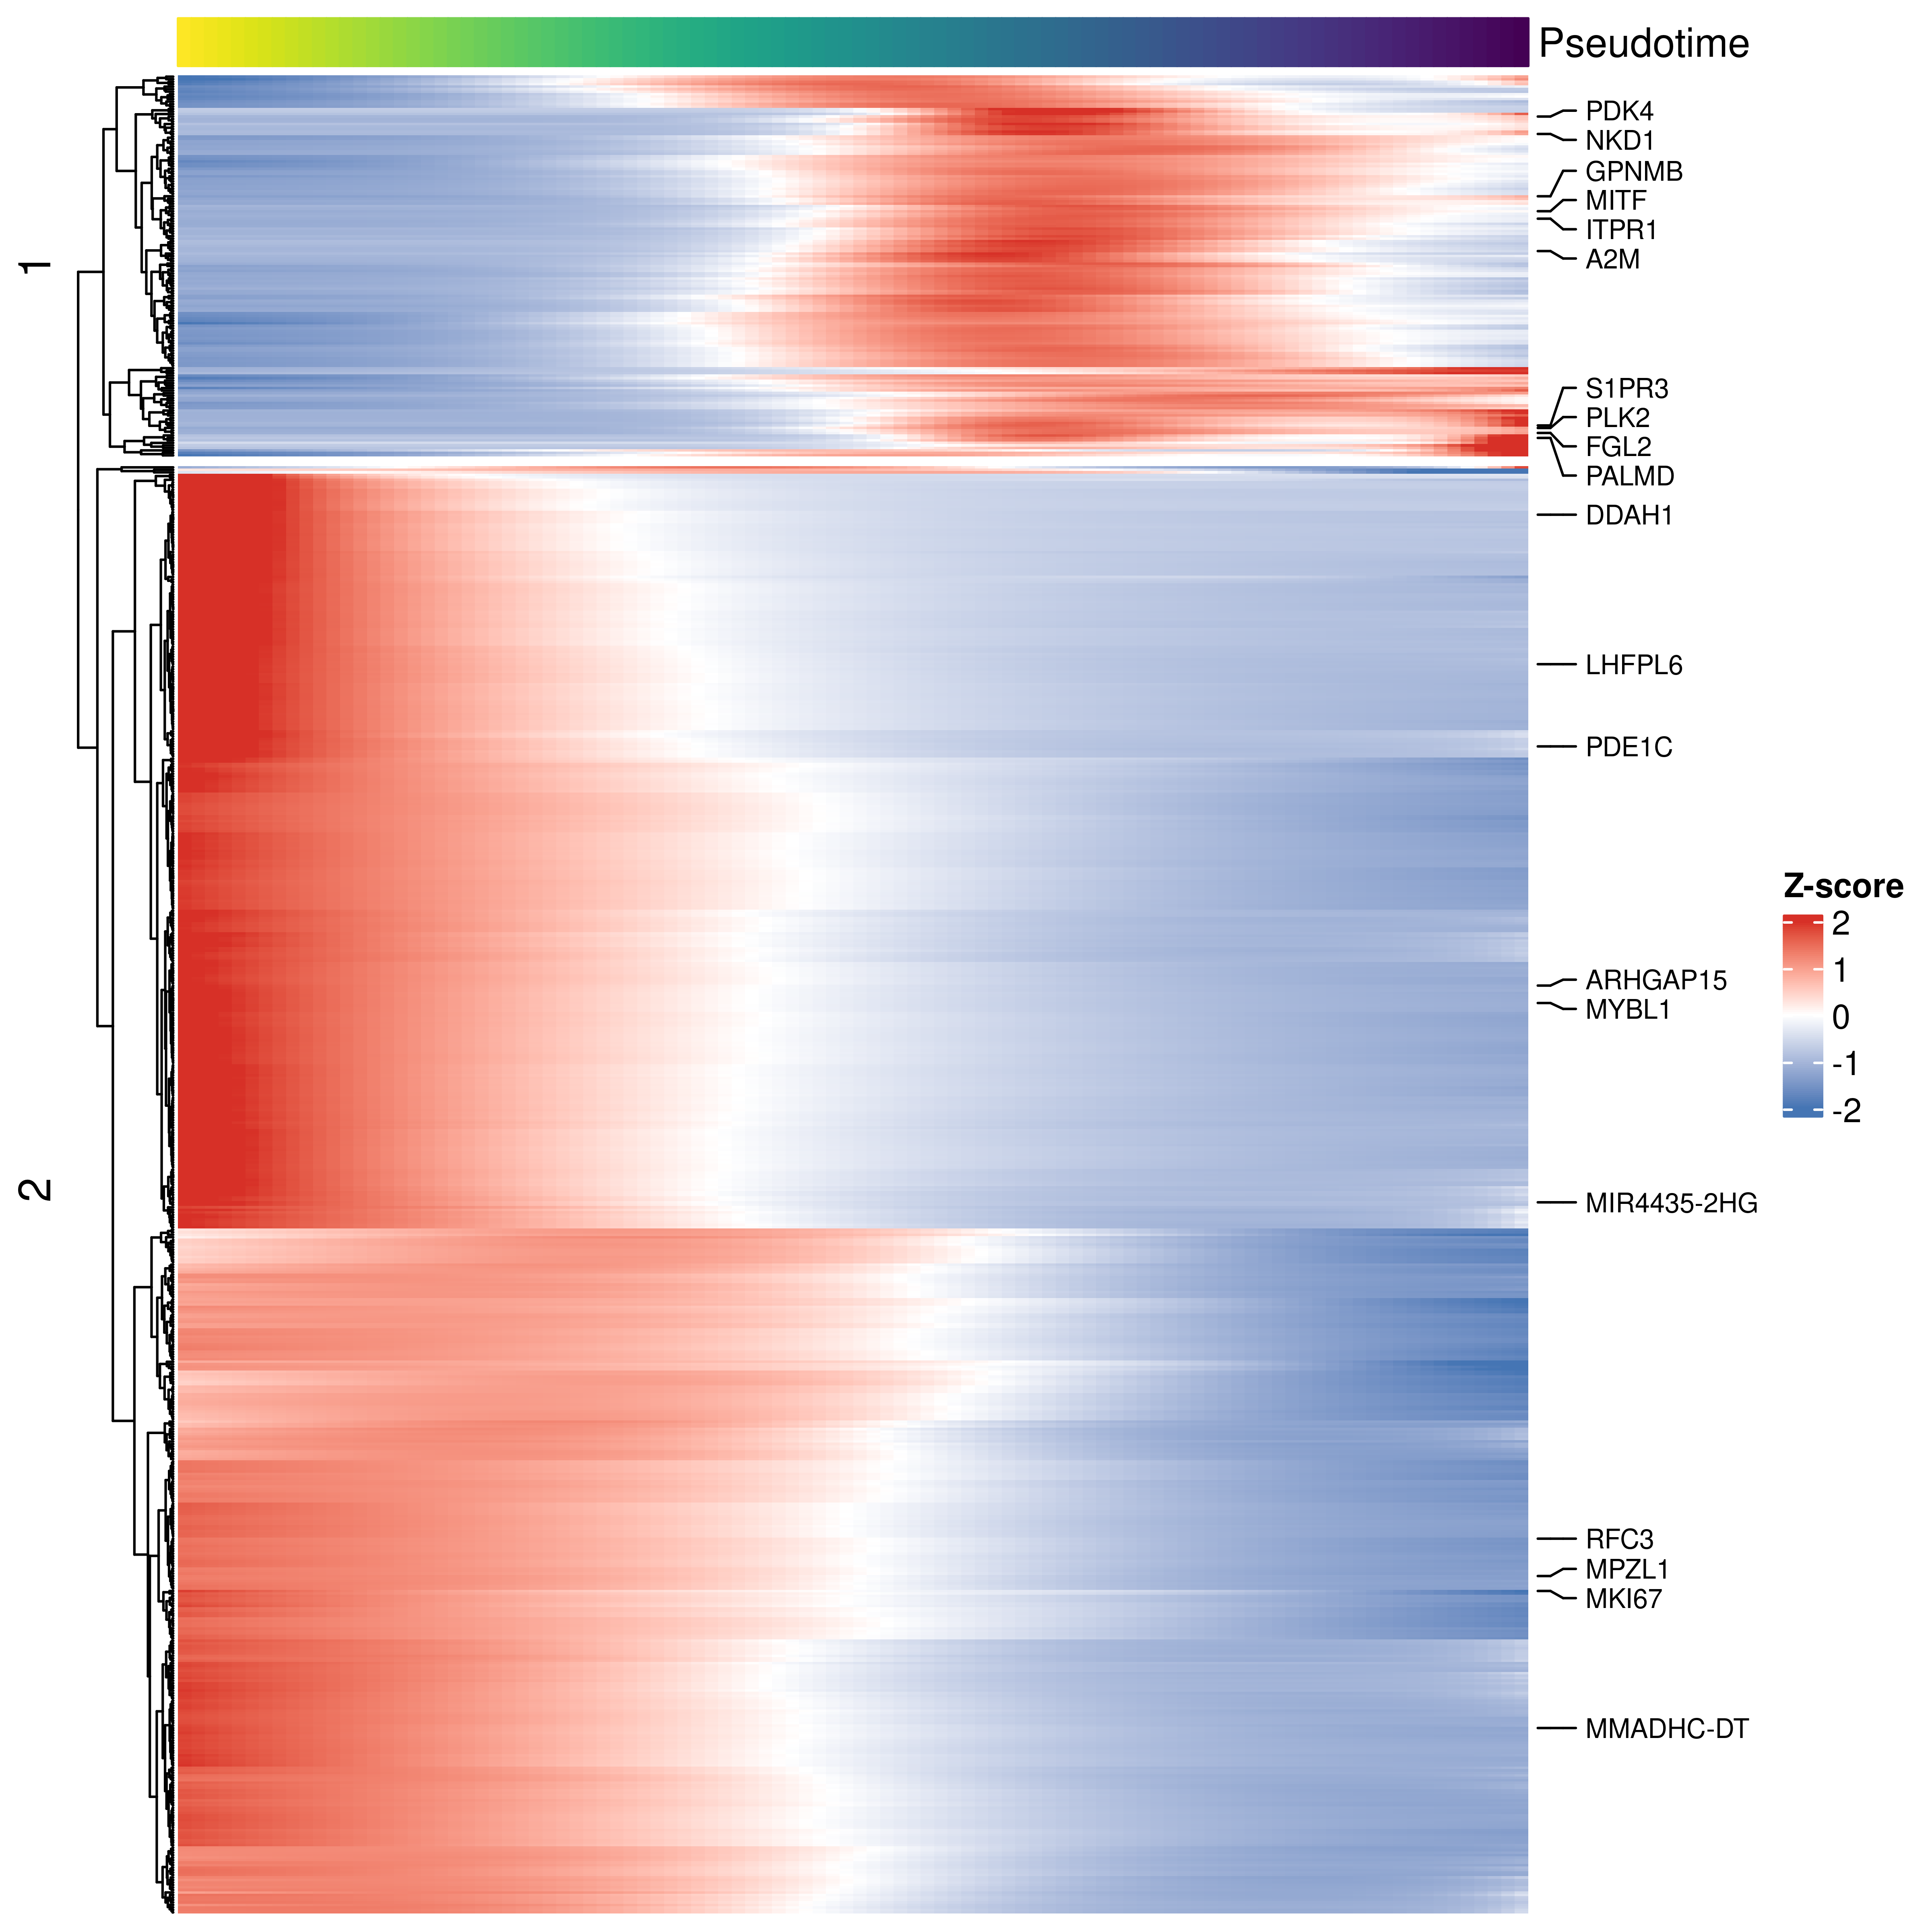 Pseudotime
1
PDK4
NKD1
GPNMB
MITF
ITPR1
A2M
S1PR3
PLK2
FGL2
PALMD
2
DDAH1
LHFPL6
PDE1C
ARHGAP15
MYBL1
MIR4435-2HG
RFC3
MPZL1
MKI67
MMADHC-DT
Z-score
2
1
0
-1
-2